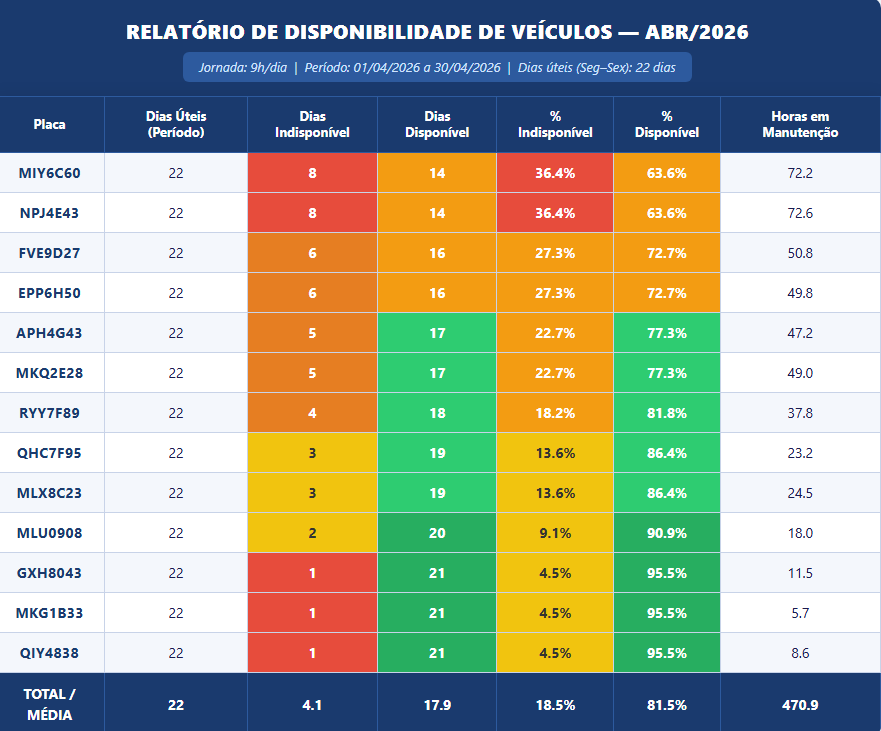 RELATÓRIO DE DISPONIBILIDADE DE VEÍCULOS — ABR/2026
Jornada: 9h/dia | Período: 01/04/2026 a 30/04/2026 | Dias úteis (Seg–Sex): 22 dias
Placa Dias Úteis (Período) Dias Indisponível Dias Disponível % Indisponível % Disponível Horas em Manutenção
MIY6C60 22 8 14 36.4% 63.6% 72.2
NPJ4E43 22 8 14 36.4% 63.6% 72.6
FVE9D27 22 6 16 27.3% 72.7% 50.8
EPP6H50 22 6 16 27.3% 72.7% 49.8
APH4G43 22 5 17 22.7% 77.3% 47.2
MKQ2E28 22 5 17 22.7% 77.3% 49.0
RYY7F89 22 4 18 18.2% 81.8% 37.8
QHC7F95 22 3 19 13.6% 86.4% 23.2
MLX8C23 22 3 19 13.6% 86.4% 24.5
MLU0908 22 2 20 9.1% 90.9% 18.0
GXH8043 22 1 21 4.5% 95.5% 11.5
MKG1B33 22 1 21 4.5% 95.5% 5.7
QIY4838 22 1 21 4.5% 95.5% 8.6
TOTAL / MÉDIA 22 4.1 17.9 18.5% 81.5% 470.9